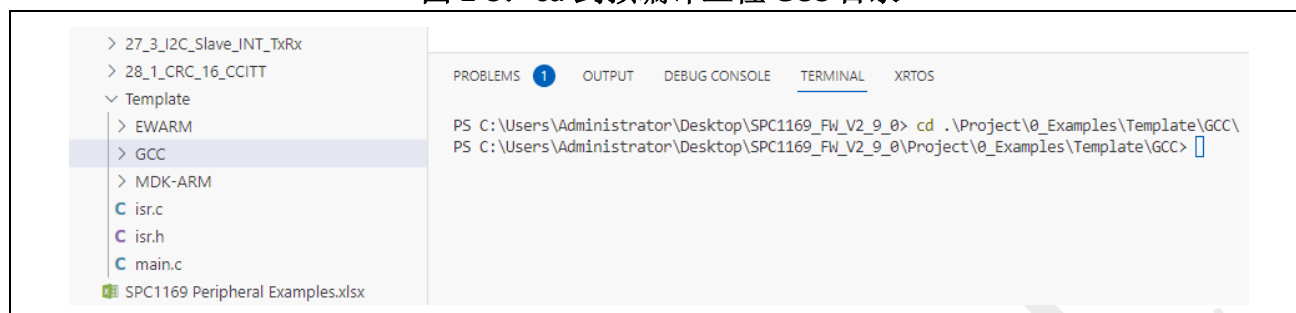 > 27_3_I2C_Slave_INT_TxRx
> 28_1_CRC_16_CCITT
Template
> EWARM
> GCC
> MDK-ARM
C isr.c
C isr.h
C main.c
SPC1169 Peripheral Examples.xlsx
PROBLEMS 1 OUTPUT DEBUG CONSOLE TERMINAL XRTOS
PS C:\Users\Administrator\Desktop\SPC1169_FW_V2_9_0> cd .\Project\0_Examples\Template\GCC\
PS C:\Users\Administrator\Desktop\SPC1169_FW_V2_9_0\Project\0_Examples\Template\GCC>